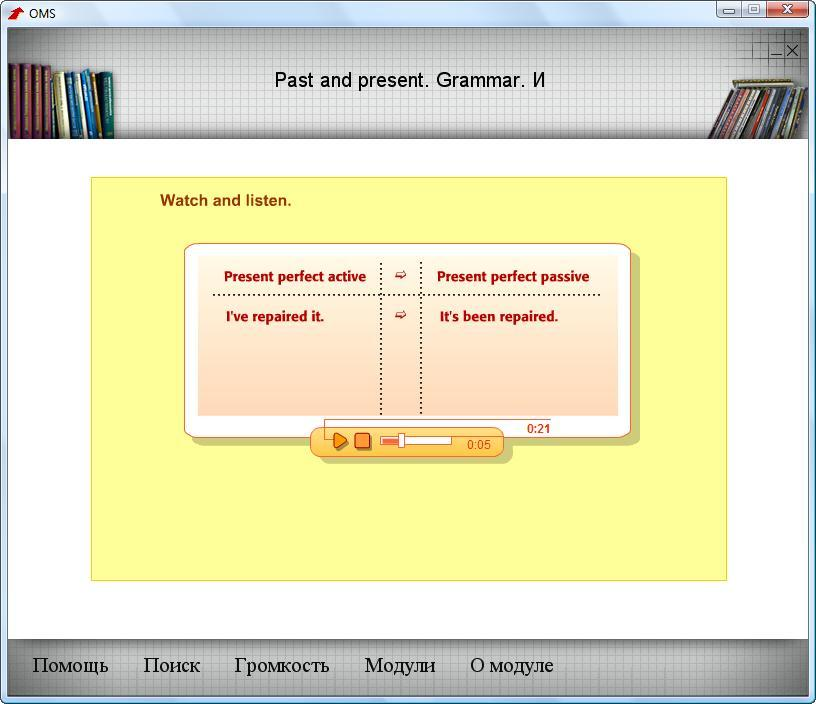 OMS
Past and present. Grammar. И
Watch and listen.
Present perfect active ➯ Present perfect passive
I've repaired it. ➯ It's been repaired.
0:21
0:05
Помощь Поиск Громкость Модули О модуле